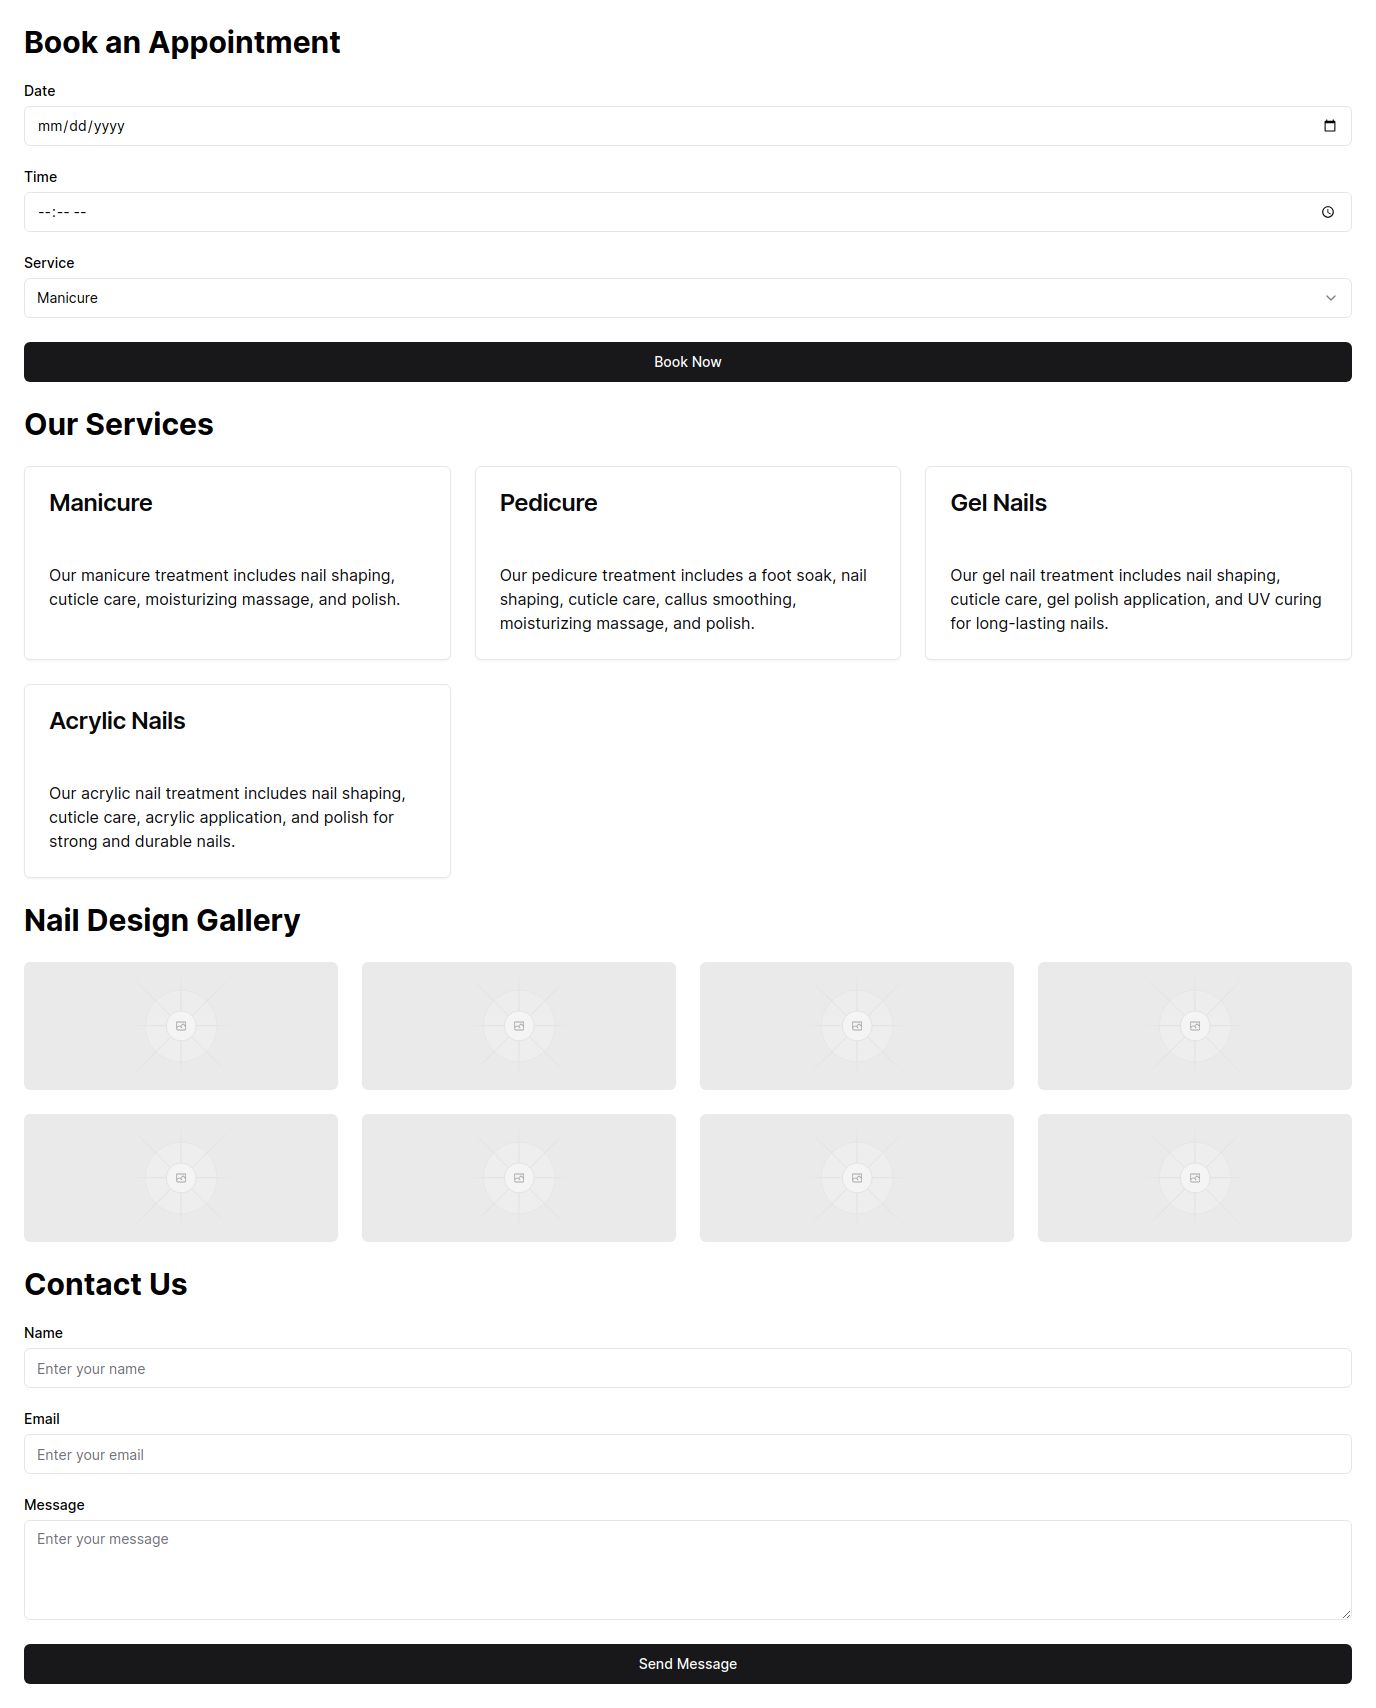 Book an Appointment
Date
mm/dd/yyyy
Time
--:-- --
Service
Manicure
Book Now
Our Services
Manicure
Our manicure treatment includes nail shaping,
cuticle care, moisturizing massage, and polish.
Pedicure
Our pedicure treatment includes a foot soak, nail
shaping, cuticle care, callus smoothing,
moisturizing massage, and polish.
Gel Nails
Our gel nail treatment includes nail shaping,
cuticle care, gel polish application, and UV curing
for long-lasting nails.
Acrylic Nails
Our acrylic nail treatment includes nail shaping,
cuticle care, acrylic application, and polish for
strong and durable nails.
Nail Design Gallery
Contact Us
Name
Enter your name
Email
Enter your email
Message
Enter your message
Send Message